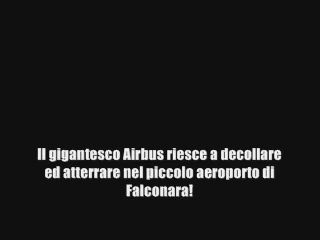 Il gigantesco Airbus riesce a decollare
ed atterrare nel piccolo aeroporto di
Falconara!